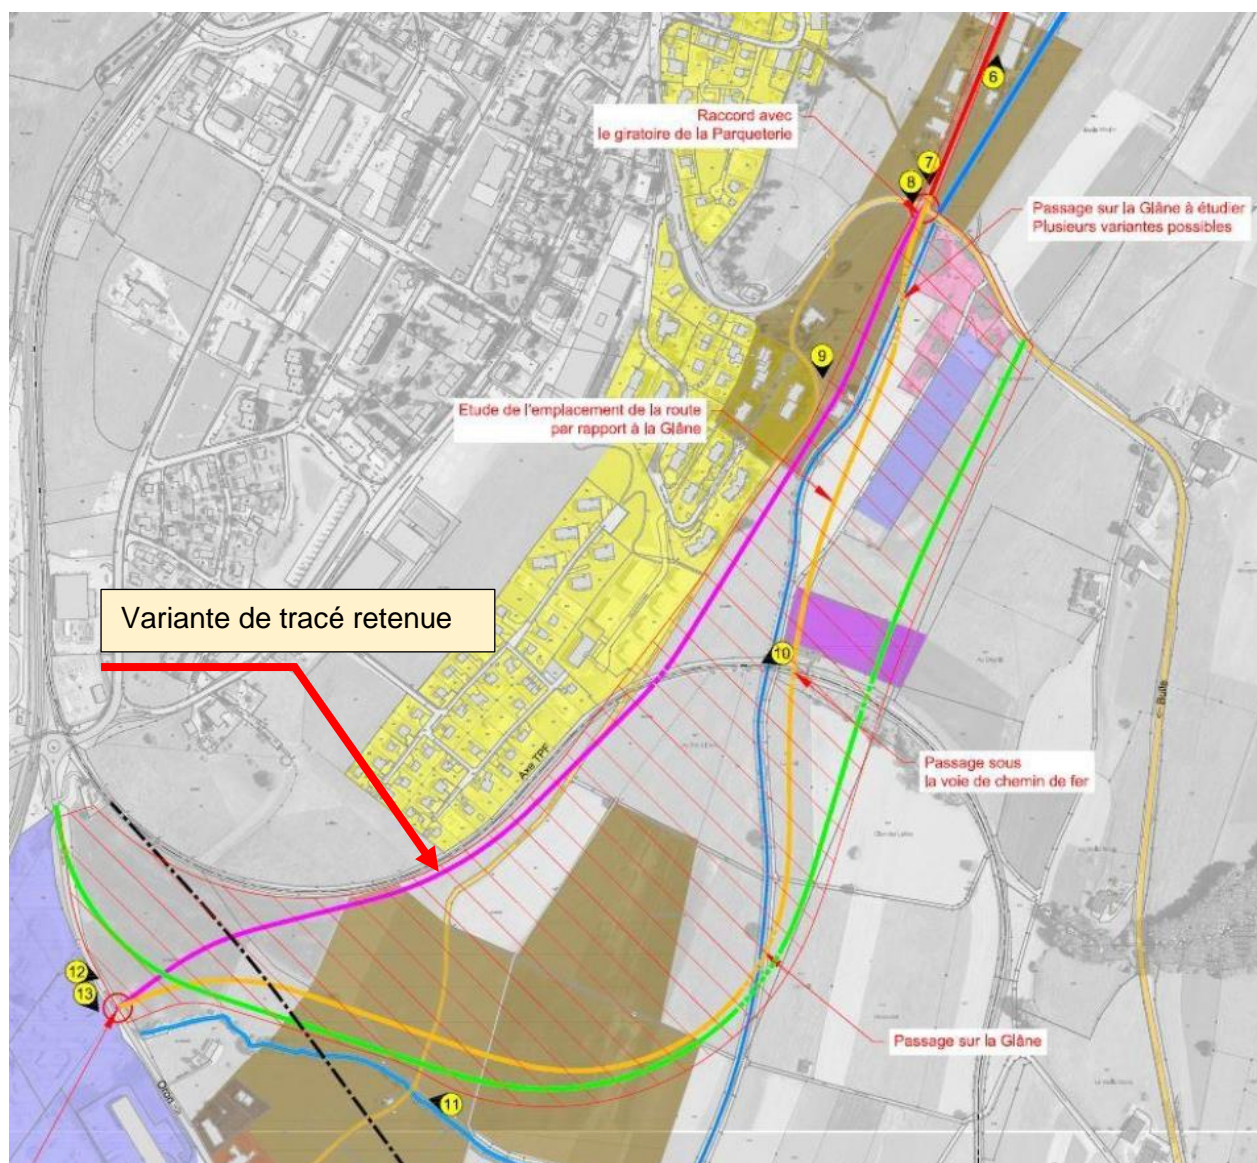 6
Raccord avec
le giratoire de la Parqueterie
7
8
Passage sur la Glâne à étudier
Plusieurs variantes possibles
9
Etude de l'emplacement de la route
par rapport à la Glâne
Variante de tracé retenue
10
Axe TPF
<- Bulle
Passage sous
la voie de chemin de fer
12
13
Passage sur la Glâne
Oron ->
11